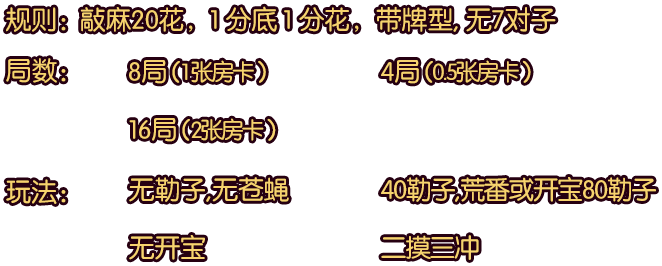 规则：敲麻20花，1分底1分花，带牌型,无7对子
局数： 8局（1张房卡） 4局（0.5张房卡）
16局（2张房卡）
玩法： 无勒子,无苍蝇 40勒子,荒番或开宝80勒子
无开宝 二摸三冲